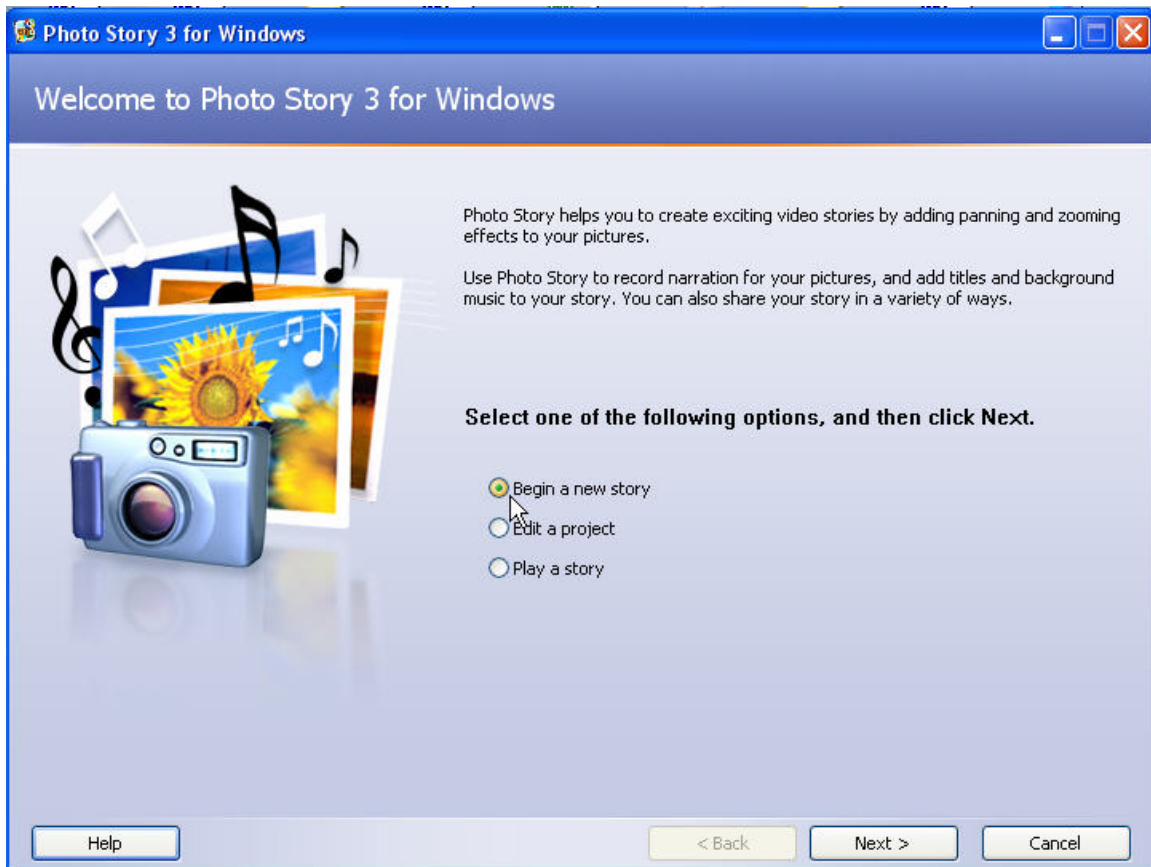 Photo Story 3 for Windows
Welcome to Photo Story 3 for Windows
Photo Story helps you to create exciting video stories by adding panning and zooming
effects to your pictures.
Use Photo Story to record narration for your pictures, and add titles and background
music to your story. You can also share your story in a variety of ways.
Select one of the following options, and then click Next.
Begin a new story
Edit a project
Play a story
Help
< Back
Next >
Cancel